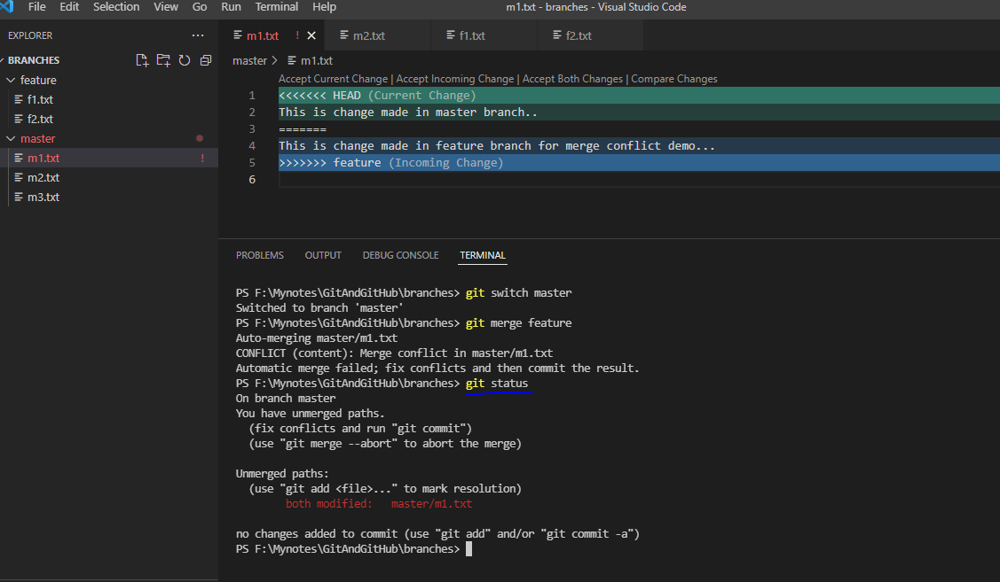 File Edit Selection View Go Run Terminal Help m1.txt - branches - Visual Studio Code
EXPLORER ...
BRANCHES
feature
f1.txt
f2.txt
master
m1.txt !
m2.txt
m3.txt
m1.txt ! m2.txt f1.txt f2.txt
master > m1.txt
Accept Current Change | Accept Incoming Change | Accept Both Changes | Compare Changes
1 <<<<<<< HEAD (Current Change)
2 This is change made in master branch..
3 =======
4 This is change made in feature branch for merge conflict demo...
5 >>>>>>> feature (Incoming Change)
6
PROBLEMS OUTPUT DEBUG CONSOLE TERMINAL
PS F:\Mynotes\GitAndGitHub\branches> git switch master
Switched to branch 'master'
PS F:\Mynotes\GitAndGitHub\branches> git merge feature
Auto-merging master/m1.txt
CONFLICT (content): Merge conflict in master/m1.txt
Automatic merge failed; fix conflicts and then commit the result.
PS F:\Mynotes\GitAndGitHub\branches> git status
On branch master
You have unmerged paths.
(fix conflicts and run "git commit")
(use "git merge --abort" to abort the merge)
Unmerged paths:
(use "git add <file>..." to mark resolution)
both modified: master/m1.txt
no changes added to commit (use "git add" and/or "git commit -a")
PS F:\Mynotes\GitAndGitHub\branches>